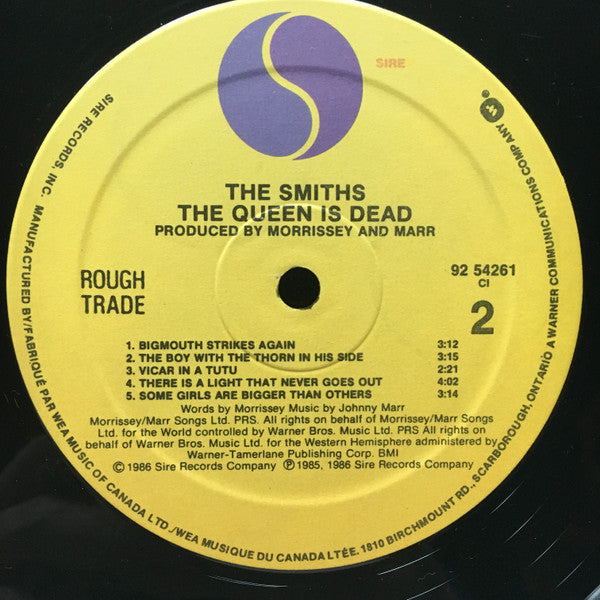 SIRE
THE SMITHS
THE QUEEN IS DEAD
PRODUCED BY MORRISSEY AND MARR
ROUGH
TRADE
92 54261
CI
2
1. BIGMOUTH STRIKES AGAIN 3:12
2. THE BOY WITH THE THORN IN HIS SIDE 3:15
3. VICAR IN A TUTU 2:21
4. THERE IS A LIGHT THAT NEVER GOES OUT 4:02
5. SOME GIRLS ARE BIGGER THAN OTHERS 3:14
Words by Morrissey Music by Johnny Marr
Morrissey/Marr Songs Ltd. PRS. All rights on behalf of Morrissey/Marr Songs
Ltd. for the World controlled by Warner Bros. Music Ltd. PRS All rights on
behalf of Warner Bros. Music Ltd. for the Western Hemisphere administered by
Warner-Tamerlane Publishing Corp. BMI
© 1986 Sire Records Company ℗ 1985, 1986 Sire Records Company
SIRE RECORDS, INC. MANUFACTURED BY/FABRIQUÉ PAR WEA MUSIC OF CANADA LTD./WEA MUSIQUE DU CANADA LTÉE. 1810 BIRCHMOUNT RD., SCARBOROUGH, ONTARIO A WARNER COMMUNICATIONS COMPANY